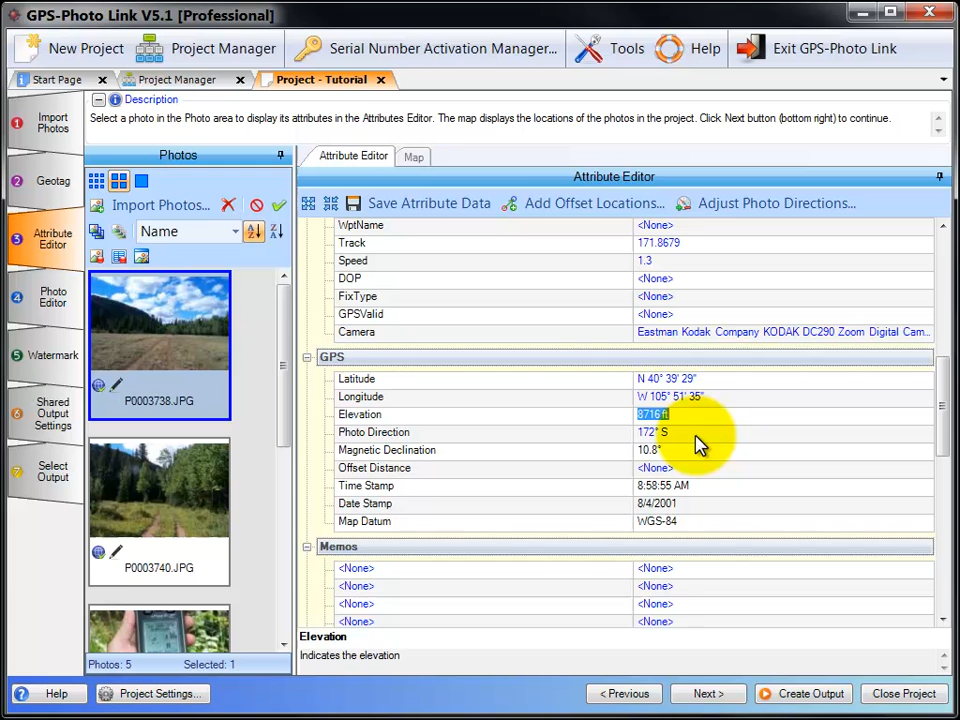 GPS-Photo Link V5.1 [Professional]
New Project
Project Manager
Serial Number Activation Manager...
Tools
Help
Exit GPS-Photo Link
Start Page
Project Manager
Project - Tutorial
Description
Select a photo in the Photo area to display its attributes in the Attributes Editor. The map displays the locations of the photos in the project. Click Next button (bottom right) to continue.
1 Import Photos
2 Geotag
3 Attribute Editor
4 Photo Editor
5 Watermark
6 Shared Output Settings
7 Select Output
Photos
Import Photos...
Name
P0003738.JPG
P0003740.JPG
Photos: 5 Selected: 1
Attribute Editor
Map
Attribute Editor
Save Attribute Data
Add Offset Locations...
Adjust Photo Directions...
WptName <None>
Track 171.8679
Speed 1.3
DOP <None>
FixType <None>
GPSValid <None>
Camera Eastman Kodak Company KODAK DC290 Zoom Digital Cam...
GPS
Latitude N 40° 39' 29"
Longitude W 105° 51' 35"
Elevation 8716 ft
Photo Direction 172° S
Magnetic Declination 10.8°
Offset Distance <None>
Time Stamp 8:58:55 AM
Date Stamp 8/4/2001
Map Datum WGS-84
Memos
<None> <None>
<None> <None>
<None> <None>
<None> <None>
Elevation
Indicates the elevation
Help
Project Settings...
< Previous
Next >
Create Output
Close Project